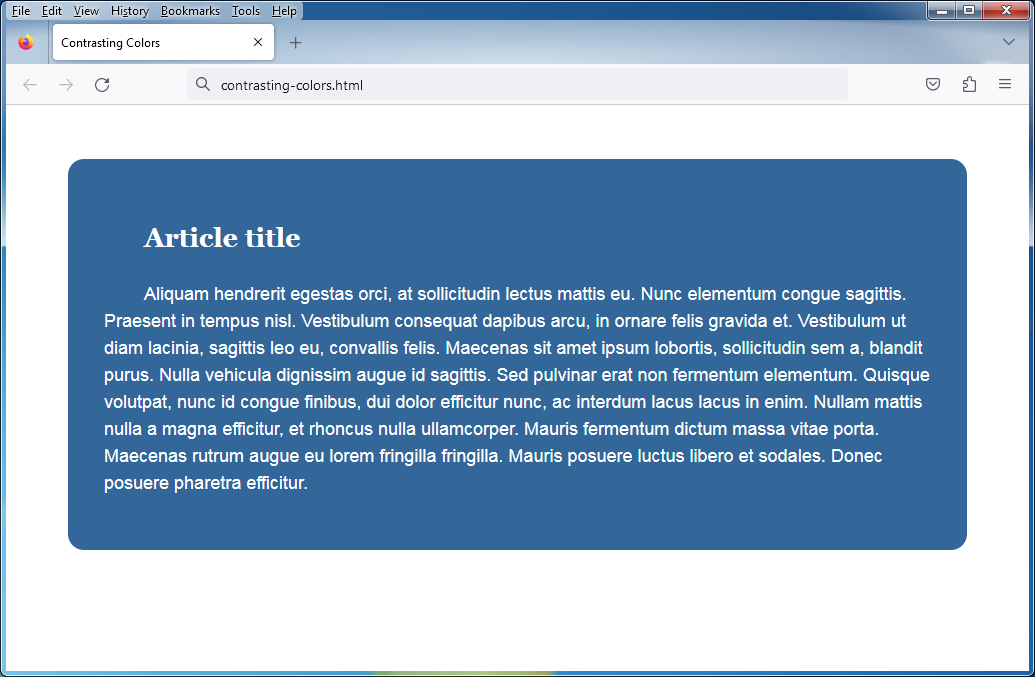 File Edit View History Bookmarks Tools Help
Contrasting Colors
contrasting-colors.html
Article title
Aliquam hendrerit egestas orci, at sollicitudin lectus mattis eu. Nunc elementum congue sagittis.
Praesent in tempus nisl. Vestibulum consequat dapibus arcu, in ornare felis gravida et. Vestibulum ut
diam lacinia, sagittis leo eu, convallis felis. Maecenas sit amet ipsum lobortis, sollicitudin sem a, blandit
purus. Nulla vehicula dignissim augue id sagittis. Sed pulvinar erat non fermentum elementum. Quisque
volutpat, nunc id congue finibus, dui dolor efficitur nunc, ac interdum lacus lacus in enim. Nullam mattis
nulla a magna efficitur, et rhoncus nulla ullamcorper. Mauris fermentum dictum massa vitae porta.
Maecenas rutrum augue eu lorem fringilla fringilla. Mauris posuere luctus libero et sodales. Donec
posuere pharetra efficitur.